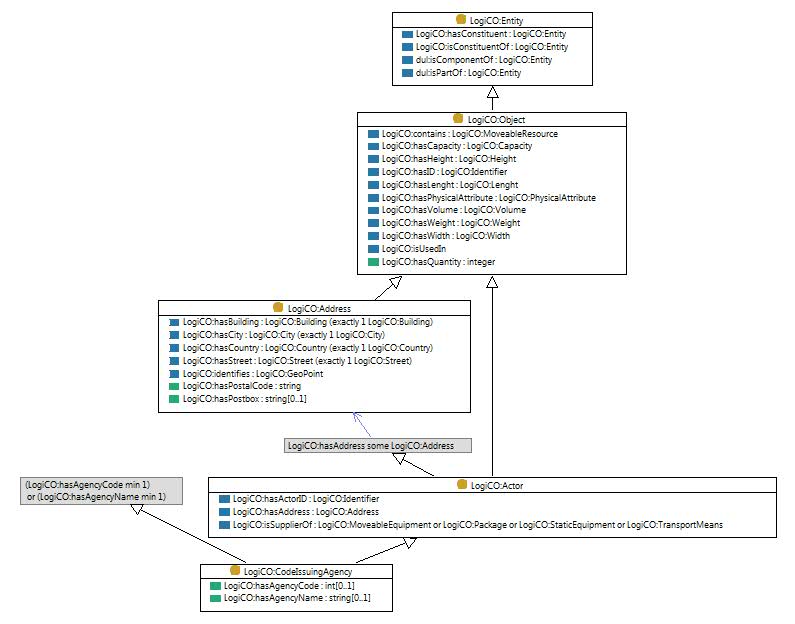 LogiCO:Entity
LogiCO:hasConstituent : LogiCO:Entity
LogiCO:isConstituentOf : LogiCO:Entity
dul:isComponentOf : LogiCO:Entity
dul:isPartOf : LogiCO:Entity
LogiCO:Object
LogiCO:contains : LogiCO:MoveableResource
LogiCO:hasCapacity : LogiCO:Capacity
LogiCO:hasHeight : LogiCO:Height
LogiCO:hasID : LogiCO:Identifier
LogiCO:hasLenght : LogiCO:Lenght
LogiCO:hasPhysicalAttribute : LogiCO:PhysicalAttribute
LogiCO:hasVolume : LogiCO:Volume
LogiCO:hasWeight : LogiCO:Weight
LogiCO:hasWidth : LogiCO:Width
LogiCO:isUsedIn
LogiCO:hasQuantity : integer
LogiCO:Address
LogiCO:hasBuilding : LogiCO:Building (exactly 1 LogiCO:Building)
LogiCO:hasCity : LogiCO:City (exactly 1 LogiCO:City)
LogiCO:hasCountry : LogiCO:Country (exactly 1 LogiCO:Country)
LogiCO:hasStreet : LogiCO:Street (exactly 1 LogiCO:Street)
LogiCO:identifies : LogiCO:GeoPoint
LogiCO:hasPostalCode : string
LogiCO:hasPostbox : string[0..1]
LogiCO:hasAddress some LogiCO:Address
(LogiCO:hasAgencyCode min 1)
or (LogiCO:hasAgencyName min 1)
LogiCO:Actor
LogiCO:hasActorID : LogiCO:Identifier
LogiCO:hasAddress : LogiCO:Address
LogiCO:isSupplierOf : LogiCO:MoveableEquipment or LogiCO:Package or LogiCO:StaticEquipment or LogiCO:TransportMeans
LogiCO:CodeIssuingAgency
LogiCO:hasAgencyCode : int[0..1]
LogiCO:hasAgencyName : string[0..1]